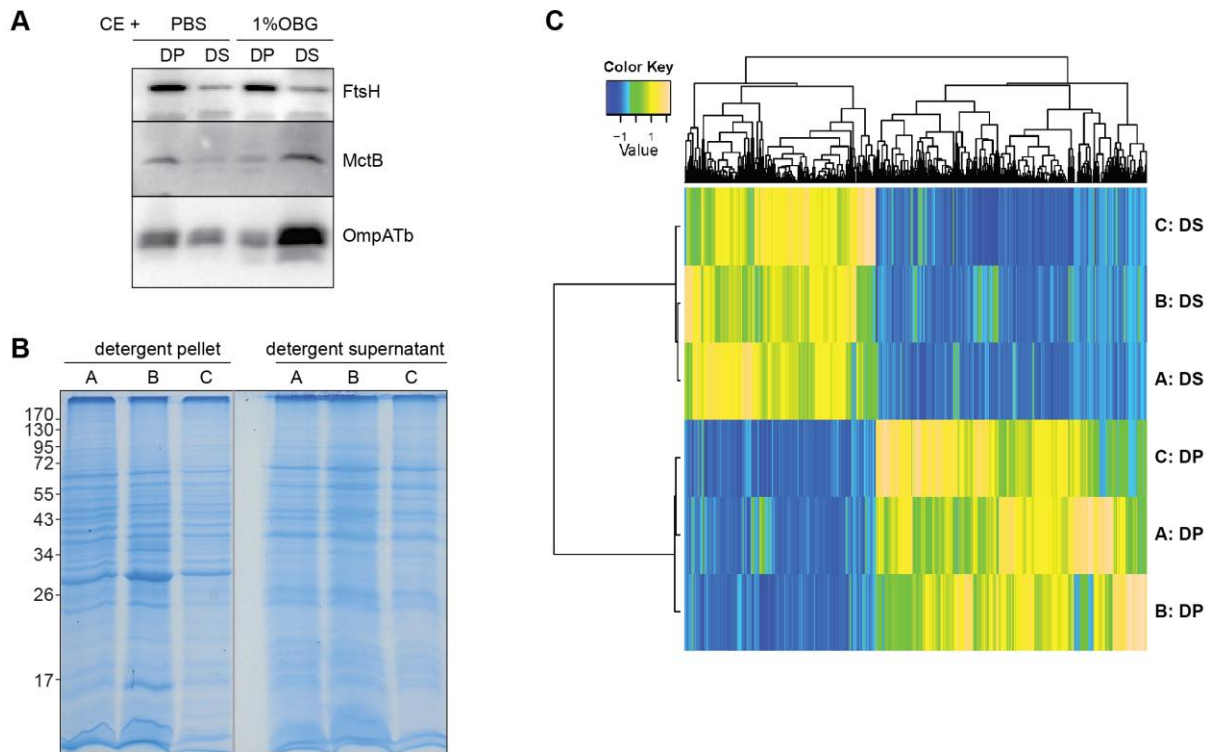 A
CE + PBS 1%OBG
DP DS DP DS
FtsH
MctB
OmpATb
B
detergent pellet detergent supernatant
A B C A B C
170
130
95
72
55
43
34
26
17
C
Color Key
−1 1
Value
C: DS
B: DS
A: DS
C: DP
A: DP
B: DP